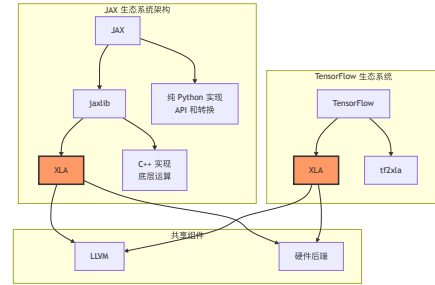 JAX 生态系统架构
JAX
jaxlib
纯 Python 实现
API 和转换
XLA
C++ 实现
底层运算
TensorFlow 生态系统
TensorFlow
XLA
tf2xla
共享组件
LLVM
硬件后端